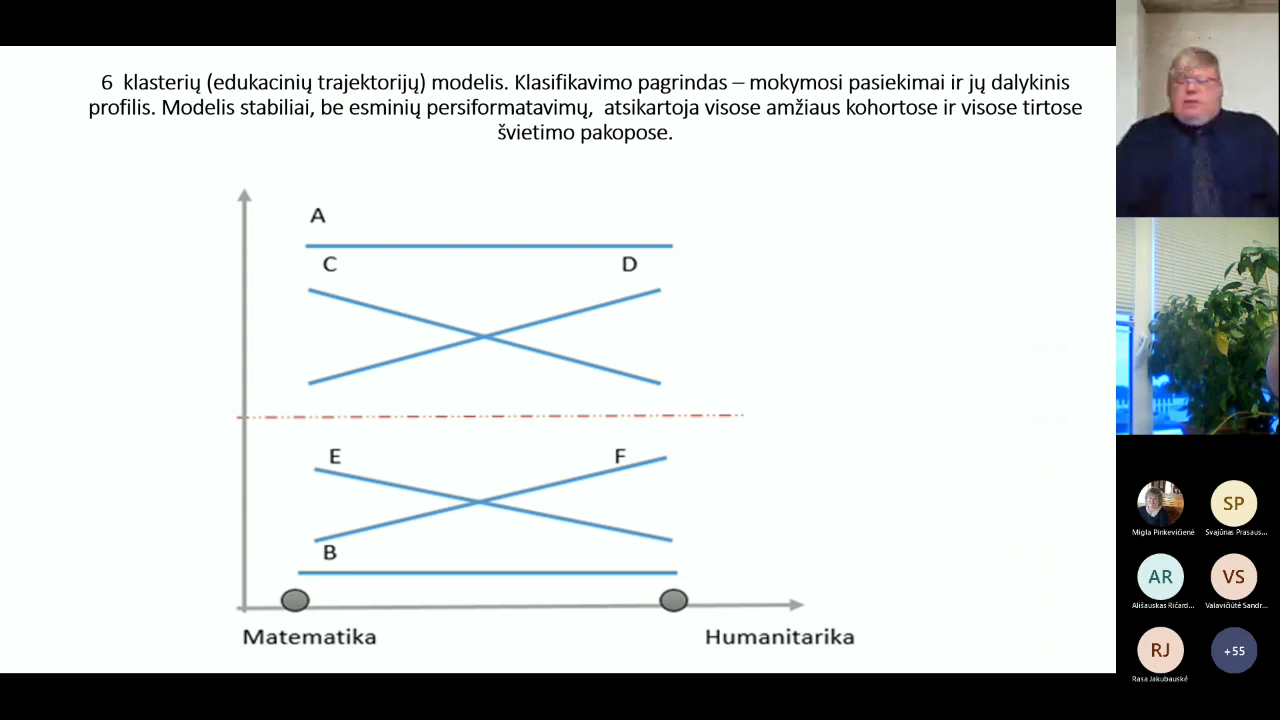 6 klasterių (edukacinių trajektorijų) modelis. Klasifikavimo pagrindas – mokymosi pasiekimai ir jų dalykinis
profilis. Modelis stabiliai, be esminių persiformatavimų, atsikartoja visose amžiaus kohortose ir visose tirtose
švietimo pakopose.
A
C
D
E
F
B
Matematika
Humanitarika
SP
Migla Pinkevičienė
Svajūnas Prasaus...
AR
VS
Ališauskas Ričard...
Valavičiūtė Sandr...
RJ
+55
Rasa Jakubauskė